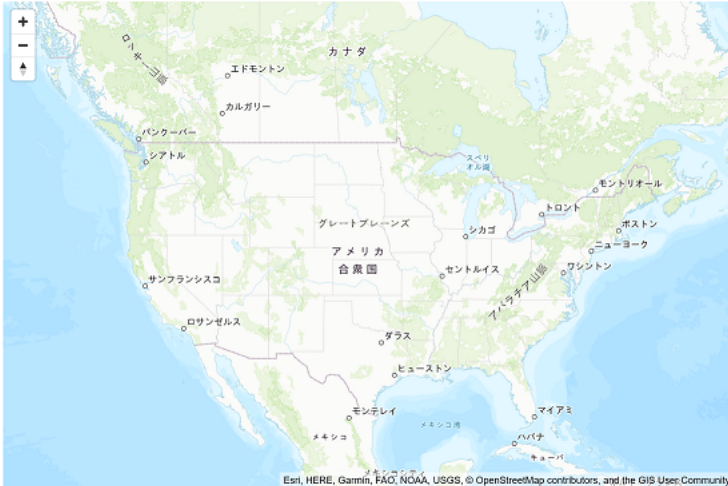 カナダ
ロッキー山脈
エドモントン
カルガリー
バンクーバー
シアトル
スペリ
オル湖
モントリオール
トロント
ボストン
グレートプレーンズ
シカゴ
ニューヨーク
アメリカ
合衆国
セントルイス
ワシントン
サンフランシスコ
アパラチア山脈
ロサンゼルス
ダラス
ヒューストン
モンテレイ
マイアミ
メキシコ湾
メキシコ
ハバナ
キューバ
メキシコシティ
Esri, HERE, Garmin, FAO, NOAA, USGS, © OpenStreetMap contributors, and the GIS User Communi